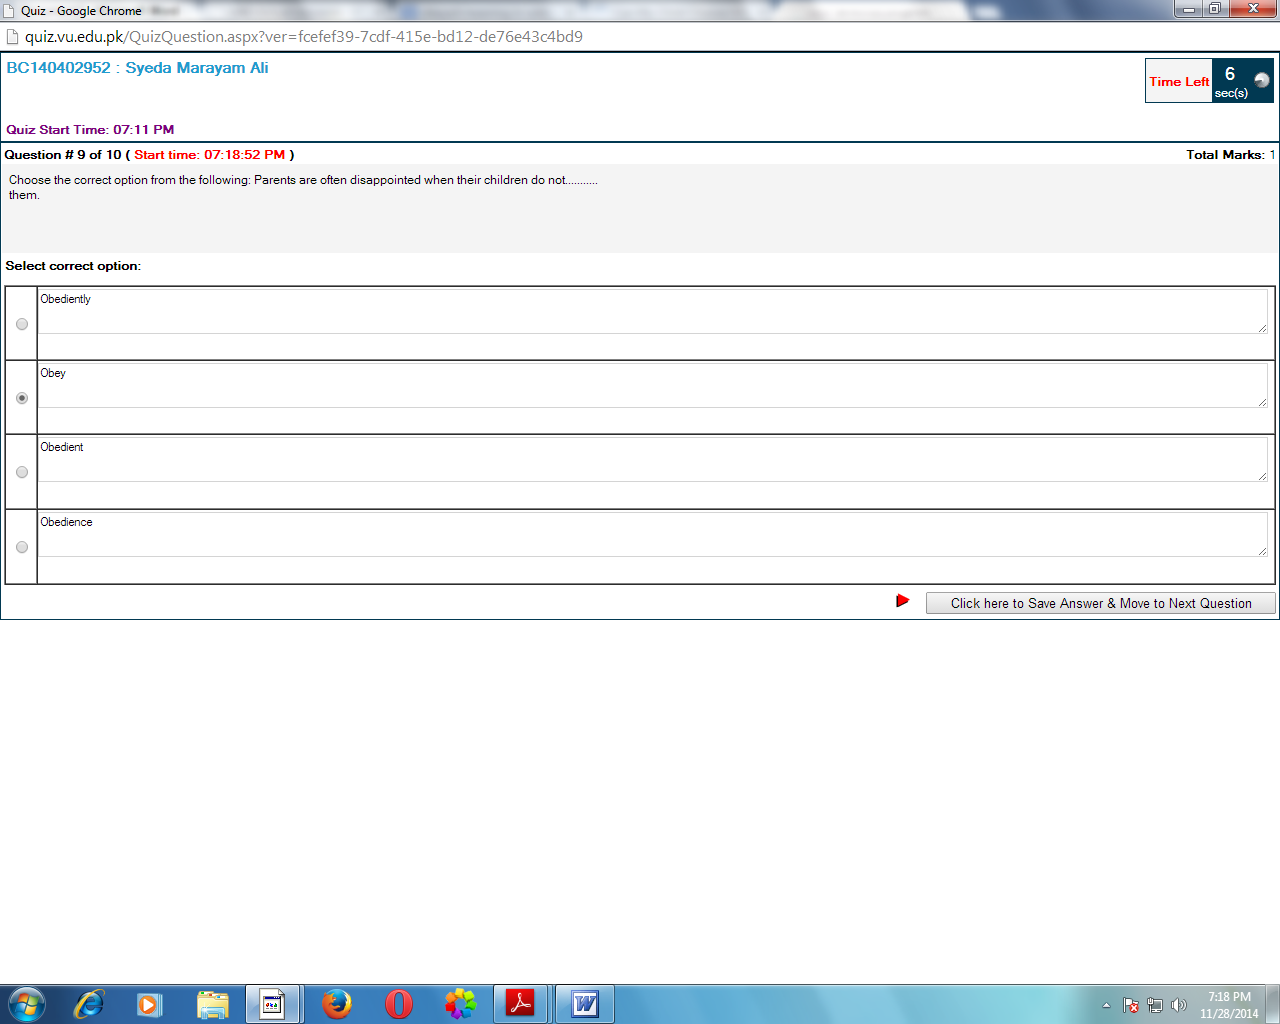 Quiz - Google Chrome
quiz.vu.edu.pk/QuizQuestion.aspx?ver=fcefef39-7cdf-415e-bd12-de76e43c4bd9
BC140402952 : Syeda Marayam Ali
Time Left 6 sec(s)
Quiz Start Time: 07:11 PM
Question # 9 of 10 ( Start time: 07:18:52 PM ) Total Marks: 1
Choose the correct option from the following: Parents are often disappointed when their children do not...........
them.
Select correct option:
Obediently
Obey
Obedient
Obedience
Click here to Save Answer & Move to Next Question
7:18 PM
11/28/2014